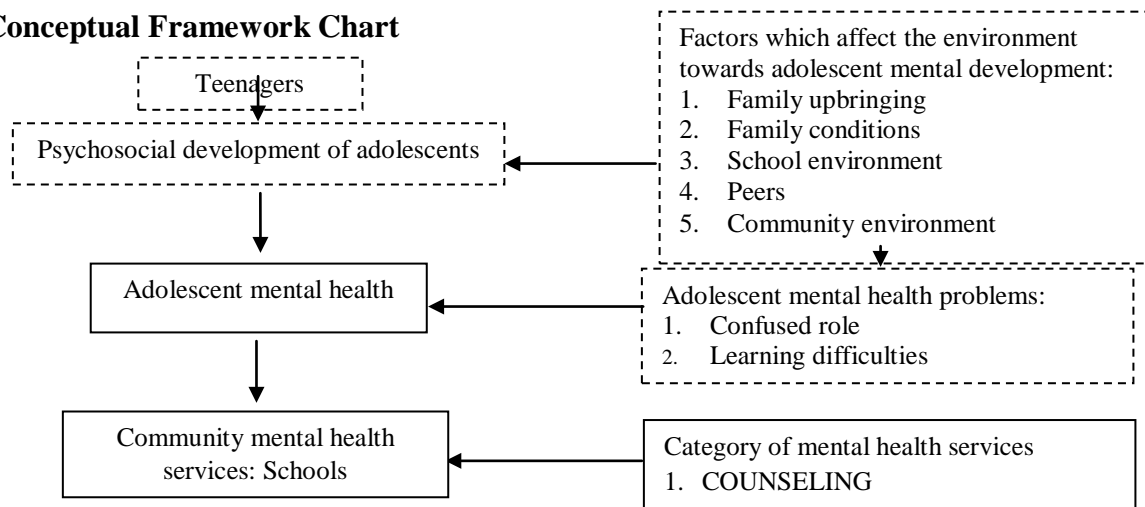 Conceptual Framework Chart
Teenagers
Psychosocial development of adolescents
Factors which affect the environment
towards adolescent mental development:
1. Family upbringing
2. Family conditions
3. School environment
4. Peers
5. Community environment
Adolescent mental health
Adolescent mental health problems:
1. Confused role
2. Learning difficulties
Community mental health
services: Schools
Category of mental health services
1. COUNSELING